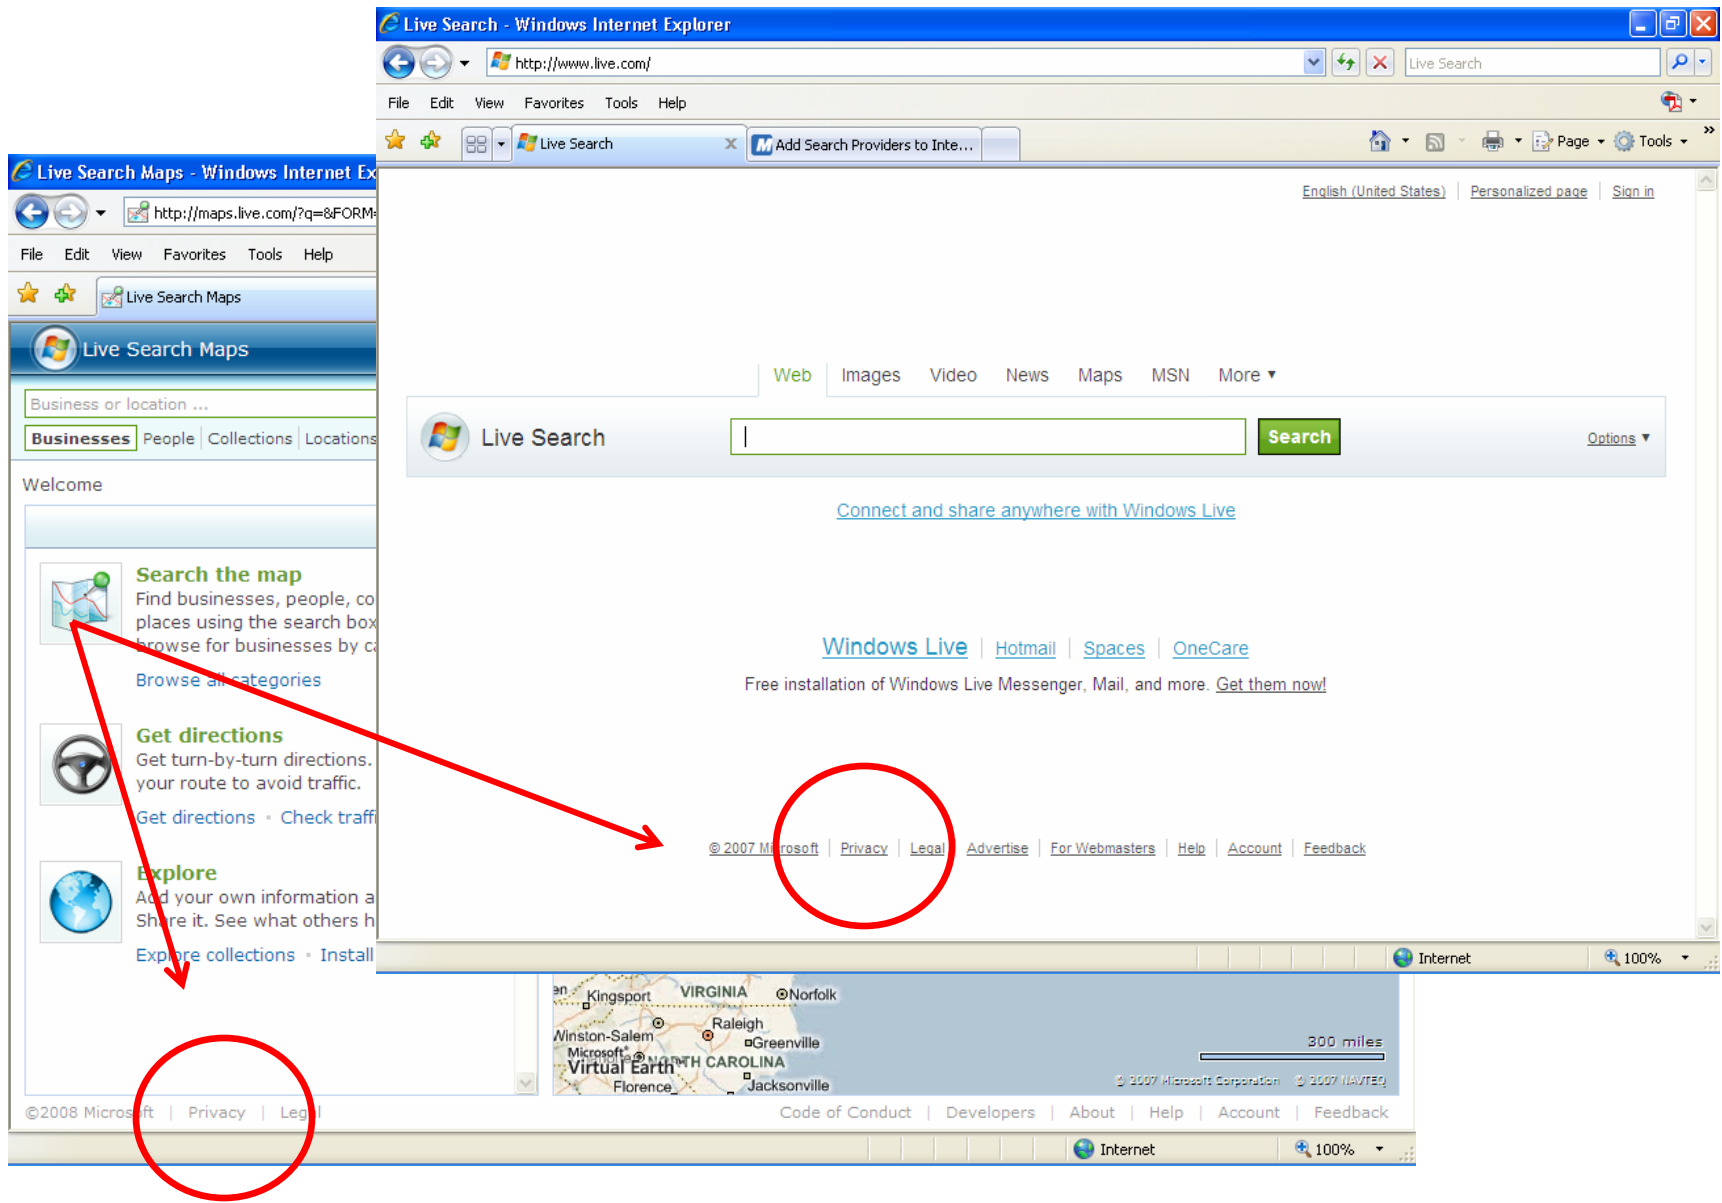 Live Search - Windows Internet Explorer
http://www.live.com/
Live Search
File Edit View Favorites Tools Help
Live Search
Add Search Providers to Inte...
Page Tools »
English (United States) | Personalized page | Sign in
Web Images Video News Maps MSN More ▼
Live Search
Search
Options ▼
Connect and share anywhere with Windows Live
Windows Live | Hotmail | Spaces | OneCare
Free installation of Windows Live Messenger, Mail, and more. Get them now!
© 2007 Microsoft | Privacy | Legal | Advertise | For Webmasters | Help | Account | Feedback
Internet 100%
Live Search Maps - Windows Internet Ex
http://maps.live.com/?q=&FORM=
File Edit View Favorites Tools Help
Live Search Maps
Live Search Maps
Business or location ...
Businesses People | Collections | Locations
Welcome
Search the map
Find businesses, people, co
places using the search box
browse for businesses by ca
Browse all categories
Get directions
Get turn-by-turn directions.
your route to avoid traffic.
Get directions Check traffi
Explore
Add your own information a
Share it. See what others h
Explore collections Install
en
Kingsport
VIRGINIA
Norfolk
Winston-Salem
Raleigh
Greenville
Microsoft®
Virtual Earth™
NORTH CAROLINA
Florence
Jacksonville
300 miles
© 2007 Microsoft Corporation © 2007 NAVTEQ
©2008 Microsoft | Privacy | Legal
Code of Conduct | Developers | About | Help | Account | Feedback
Internet 100%